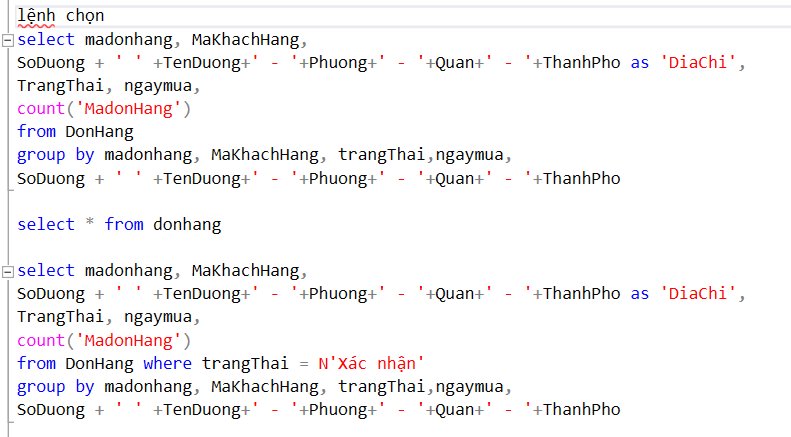 lệnh chọn
select madonhang, MaKhachHang,
SoDuong + ' ' +TenDuong+' - '+Phuong+' - '+Quan+' - '+ThanhPho as 'DiaChi',
TrangThai, ngaymua,
count('MadonHang')
from DonHang
group by madonhang, MaKhachHang, trangThai,ngaymua,
SoDuong + ' ' +TenDuong+' - '+Phuong+' - '+Quan+' - '+ThanhPho
select * from donhang
select madonhang, MaKhachHang,
SoDuong + ' ' +TenDuong+' - '+Phuong+' - '+Quan+' - '+ThanhPho as 'DiaChi',
TrangThai, ngaymua,
count('MadonHang')
from DonHang where trangThai = N'Xác nhận'
group by madonhang, MaKhachHang, trangThai,ngaymua,
SoDuong + ' ' +TenDuong+' - '+Phuong+' - '+Quan+' - '+ThanhPho